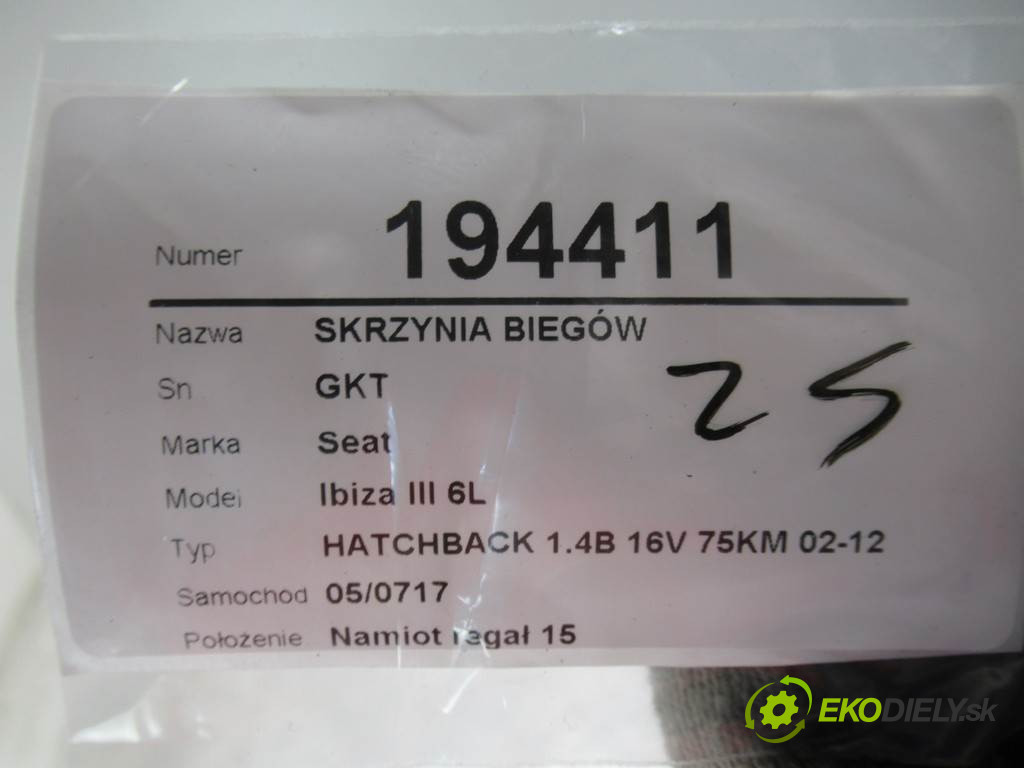 Numer 194411
Nazwa SKRZYNIA BIEGÓW
Sn GKT
25
Marka Seat
Model Ibiza III 6L
Typ HATCHBACK 1.4B 16V 75KM 02-12
Samochod 05/0717
Położenie Namiot regał 15
EKODIELY.sk